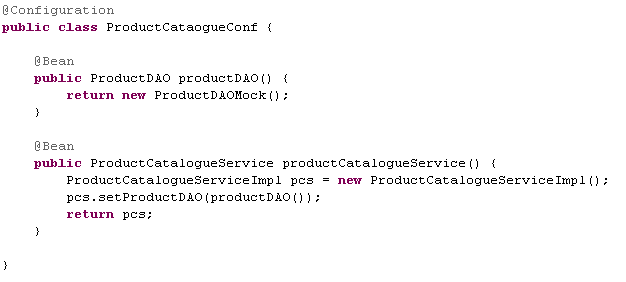 @Configuration
public class ProductCataogueConf {
@Bean
public ProductDAO productDAO() {
return new ProductDAOMock();
}
@Bean
public ProductCatalogueService productCatalogueService() {
ProductCatalogueServiceImpl pcs = new ProductCatalogueServiceImpl();
pcs.setProductDAO(productDAO());
return pcs;
}
}